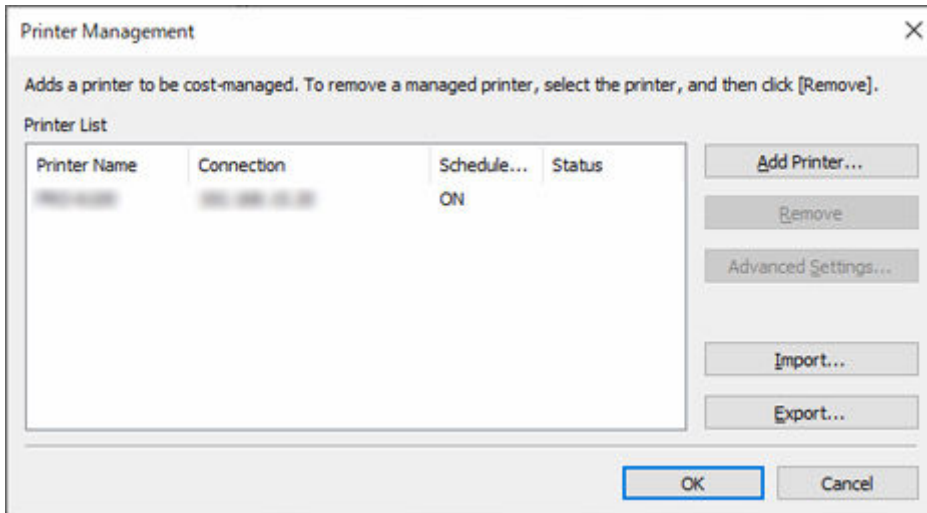 Printer Management
Adds a printer to be cost-managed. To remove a managed printer, select the printer, and then click [Remove].
Printer List
Printer Name Connection Schedule... Status
ON
Add Printer...
Remove
Advanced Settings...
Import...
Export...
OK Cancel